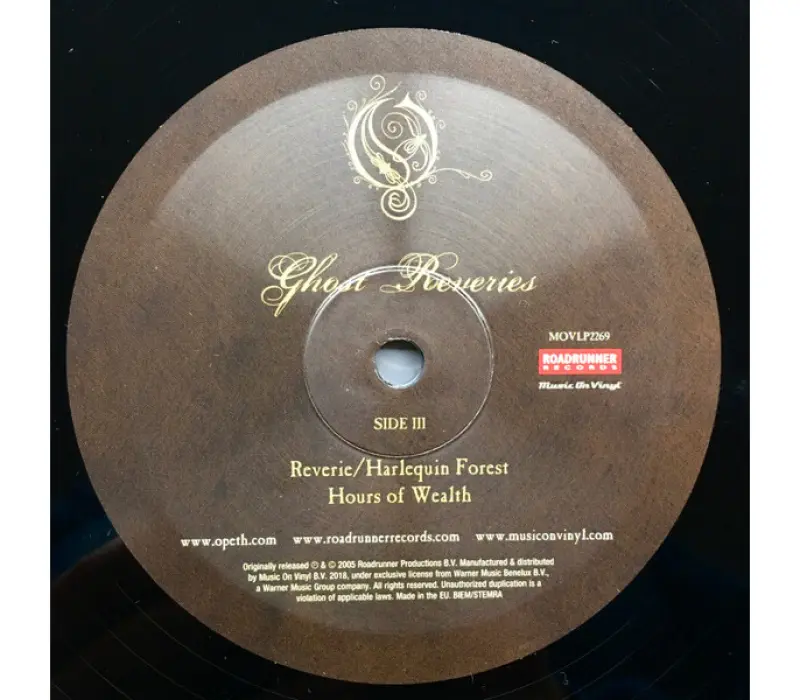 Ghost Reveries
MOVLP2269
ROADRUNNER
RECORDS
Music On Vinyl
SIDE III
Reverie/Harlequin Forest
Hours of Wealth
www.opeth.com www.roadrunnerrecords.com www.musiconvinyl.com
Originally released ℗ & © 2005 Roadrunner Productions B.V. Manufactured & distributed
by Music On Vinyl B.V. 2018, under exclusive license from Warner Music Benelux B.V.,
a Warner Music Group company. All rights reserved. Unauthorized duplication is a
violation of applicable laws. Made in the EU. BIEM/STEMRA